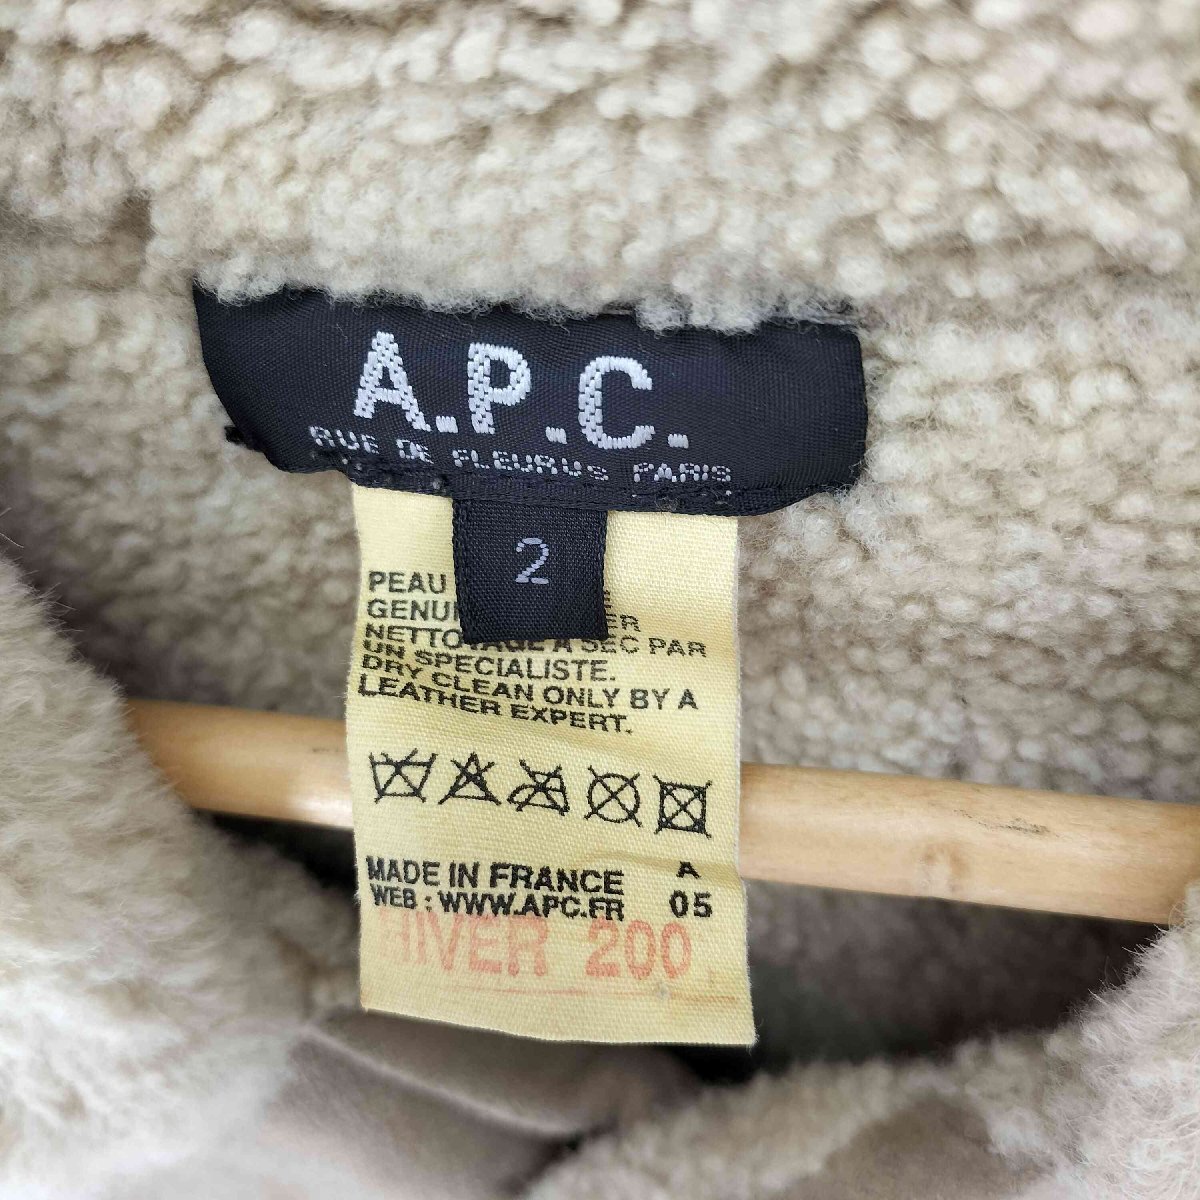 A.P.C.
RUE DE FLEURUS PARIS
2
PEAU
NETTOYAGE A SEC PAR
UN SPECIALISTE.
DRY CLEAN ONLY BY A
LEATHER EXPERT.
MADE IN FRANCE A
WEB : WWW.APC.FR 05
HIVER 200